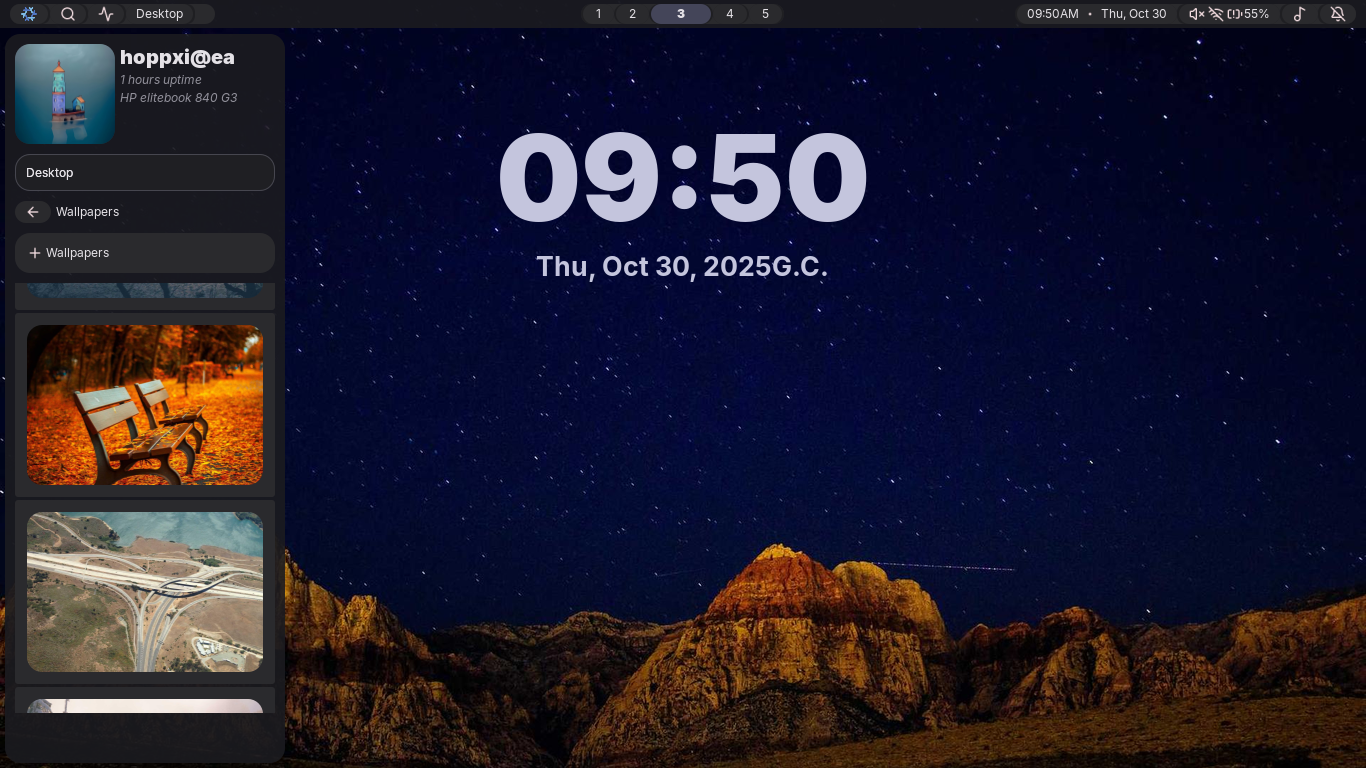 Desktop
1
2
3
4
5
09:50AM • Thu, Oct 30
55%
hoppxi@ea
1 hours uptime
HP elitebook 840 G3
Desktop
Wallpapers
Wallpapers
09:50
Thu, Oct 30, 2025G.C.